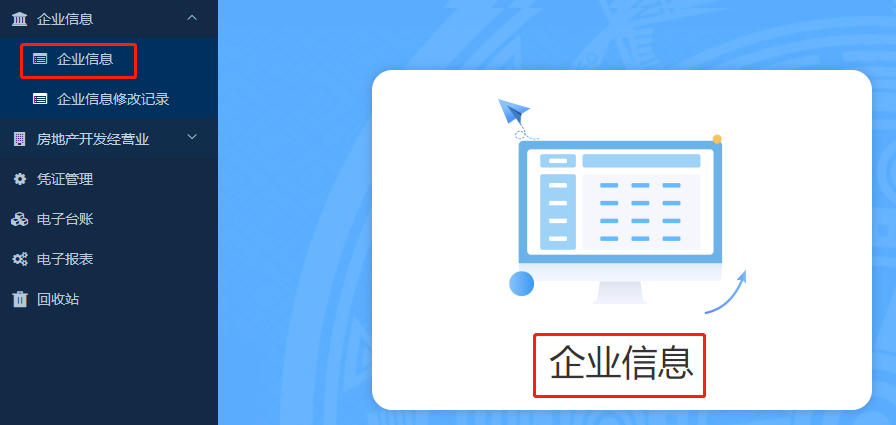 企业信息
企业信息
企业信息修改记录
房地产开发经营业
凭证管理
电子台账
电子报表
回收站
企业信息